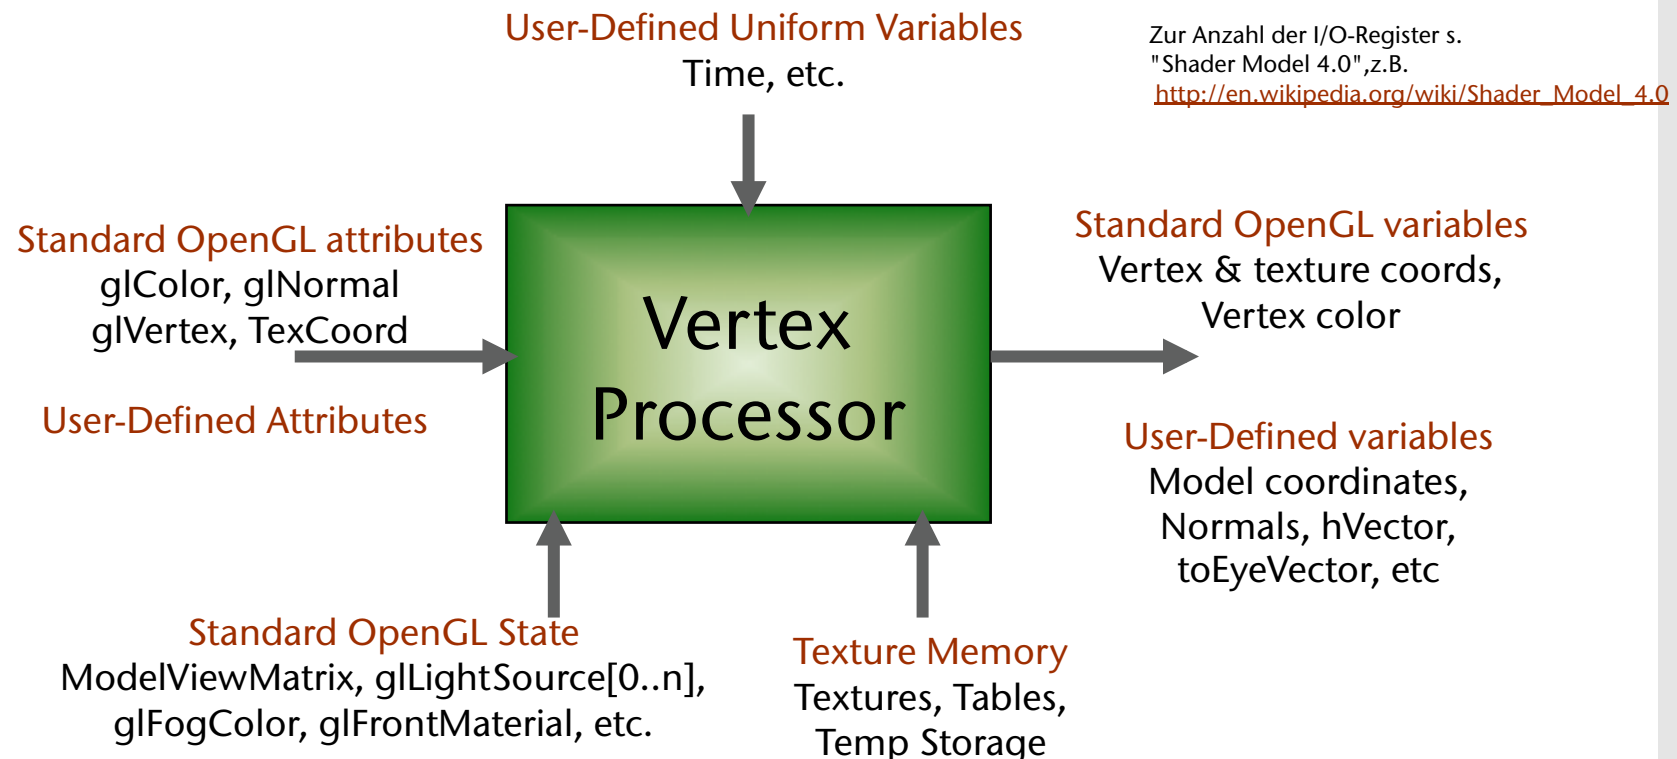 User-Defined Uniform Variables
Time, etc.
Zur Anzahl der I/O-Register s.
"Shader Model 4.0",z.B.
http://en.wikipedia.org/wiki/Shader_Model_4.0
Standard OpenGL attributes
glColor, glNormal
glVertex, TexCoord
User-Defined Attributes
Vertex
Processor
Standard OpenGL variables
Vertex & texture coords,
Vertex color
User-Defined variables
Model coordinates,
Normals, hVector,
toEyeVector, etc
Standard OpenGL State
ModelViewMatrix, glLightSource[0..n],
glFogColor, glFrontMaterial, etc.
Texture Memory
Textures, Tables,
Temp Storage